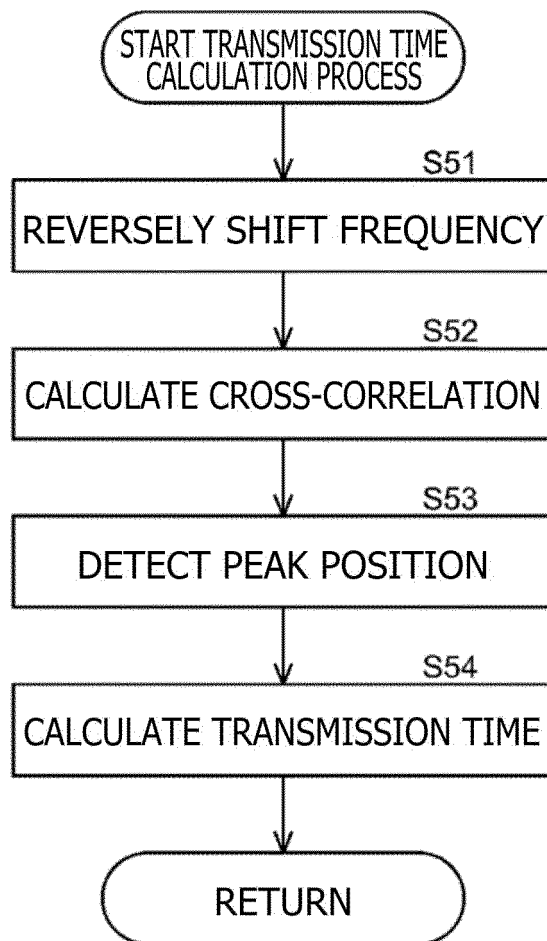 START TRANSMISSION TIME
CALCULATION PROCESS
S51
REVERSELY SHIFT FREQUENCY
S52
CALCULATE CROSS-CORRELATION
S53
DETECT PEAK POSITION
S54
CALCULATE TRANSMISSION TIME
RETURN